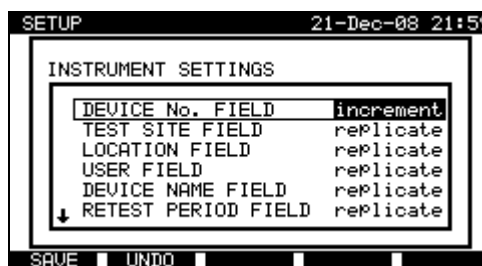 SETUP 21-Dec-08 21:59
INSTRUMENT SETTINGS
DEVICE No. FIELD increment
TEST SITE FIELD replicate
LOCATION FIELD replicate
USER FIELD replicate
DEVICE NAME FIELD replicate
RETEST PERIOD FIELD replicate
SAVE UNDO